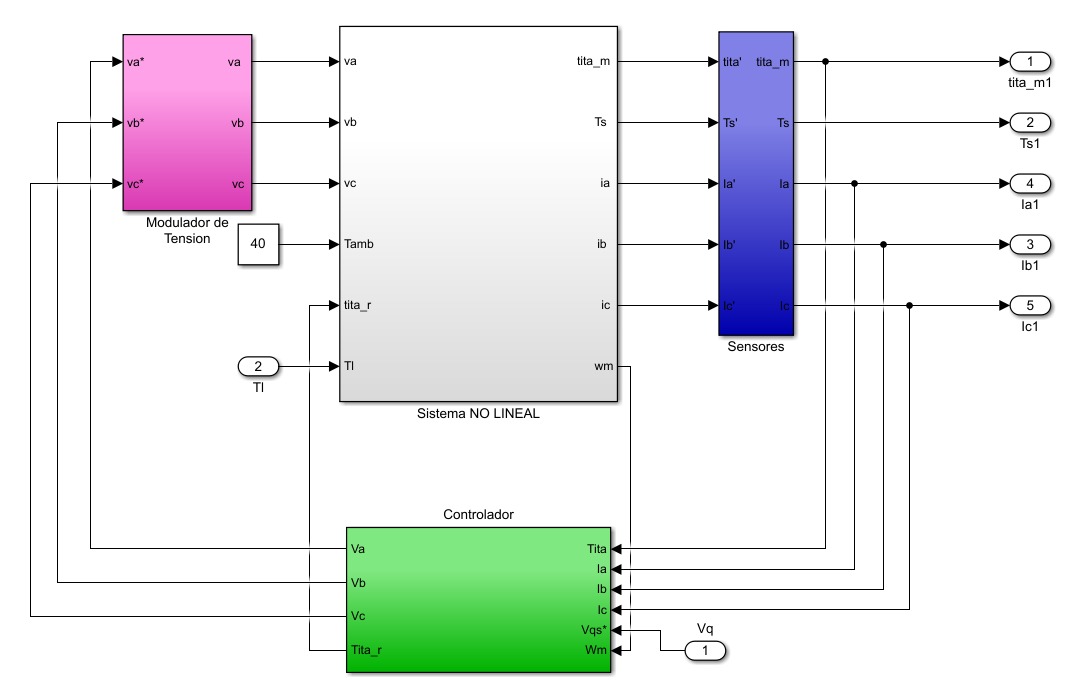 va*
vb*
vc*
va
vb
vc
Modulador de
Tension
40
2
Tl
va
vb
vc
Tamb
tita_r
Tl
tita_m
Ts
ia
ib
ic
wm
Sistema NO LINEAL
tita'
Ts'
Ia'
Ib'
Ic'
tita_m
Ts
Ia
Ib
Ic
Sensores
1
tita_m1
2
Ts1
4
Ia1
3
Ib1
5
Ic1
Controlador
Va
Vb
Vc
Tita_r
Tita
Ia
Ib
Ic
Vqs*
Wm
Vq
1